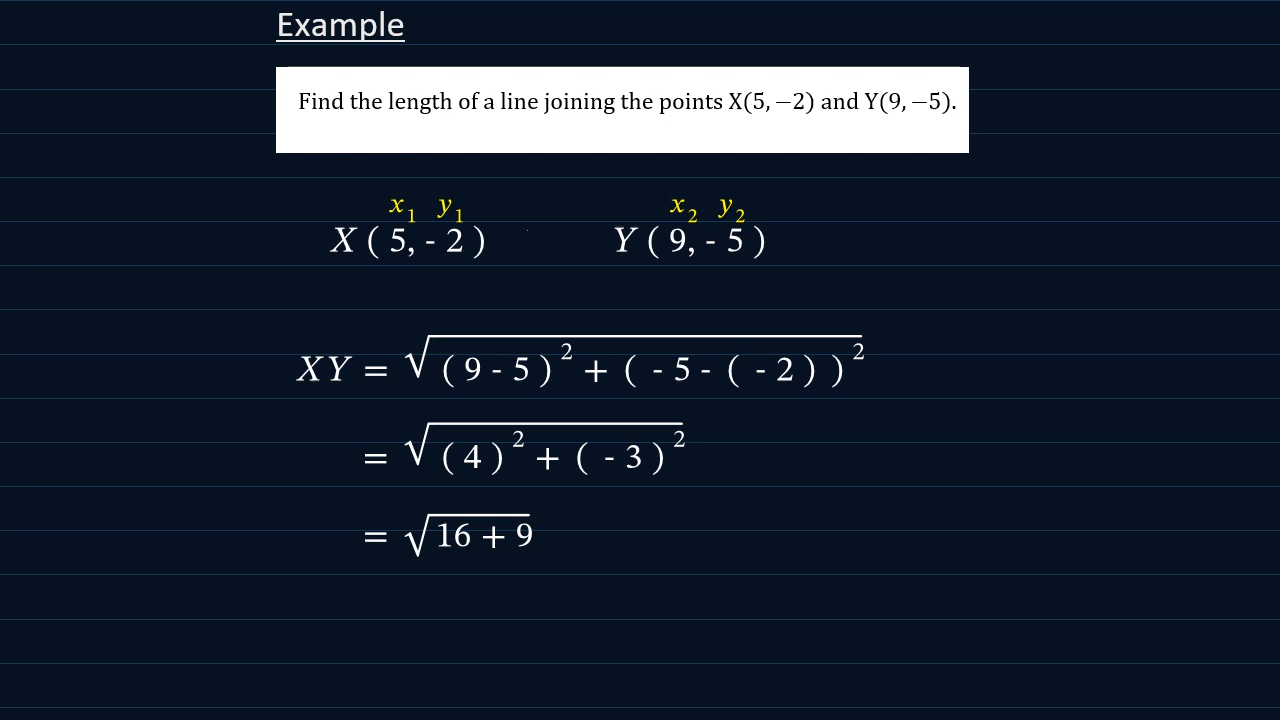 Example
Find the length of a line joining the points X(5, −2) and Y(9, −5).
x₁ y₁ x₂ y₂
X ( 5, - 2 ) Y ( 9, - 5 )
XY = √( 9 - 5 )² + ( - 5 - ( - 2 ) )²
= √( 4 )² + ( - 3 )²
= √16 + 9